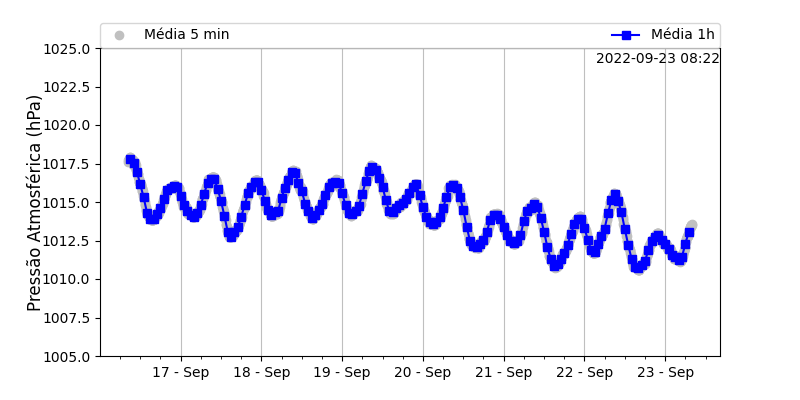 Média 5 min
Média 1h
2022-09-23 08:22
Pressão Atmosférica (hPa)
1025.0
1022.5
1020.0
1017.5
1015.0
1012.5
1010.0
1007.5
1005.0
17 - Sep
18 - Sep
19 - Sep
20 - Sep
21 - Sep
22 - Sep
23 - Sep